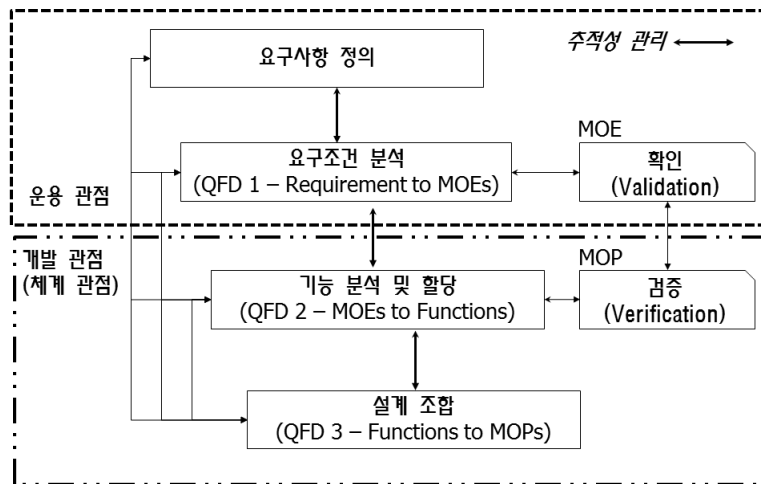 추적성 관리
요구사항 정의
MOE
요구조건 분석
(QFD 1 – Requirement to MOEs)
확인
(Validation)
운용 관점
개발 관점
(체계 관점)
MOP
기능 분석 및 할당
(QFD 2 – MOEs to Functions)
검증
(Verification)
설계 조합
(QFD 3 – Functions to MOPs)